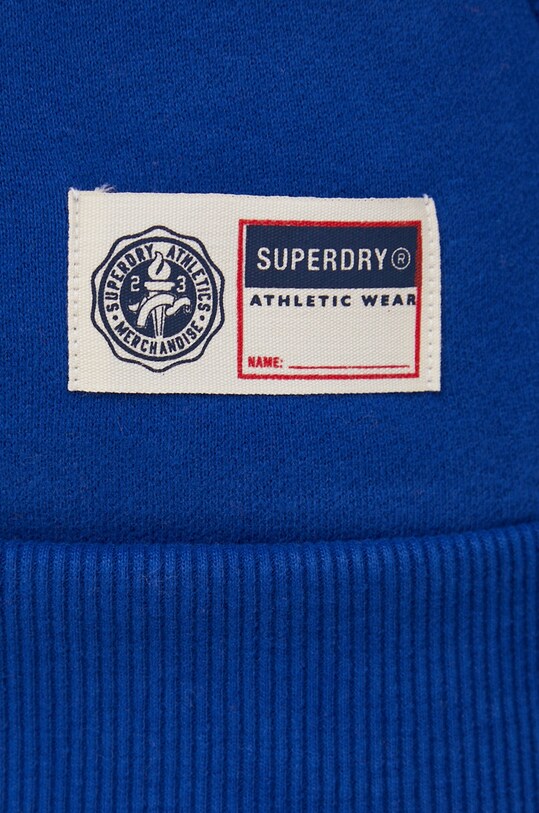 SUPERDRY ATHLETICS
2 3
• MERCHANDISE •
SUPERDRY®
ATHLETIC WEAR
NAME: